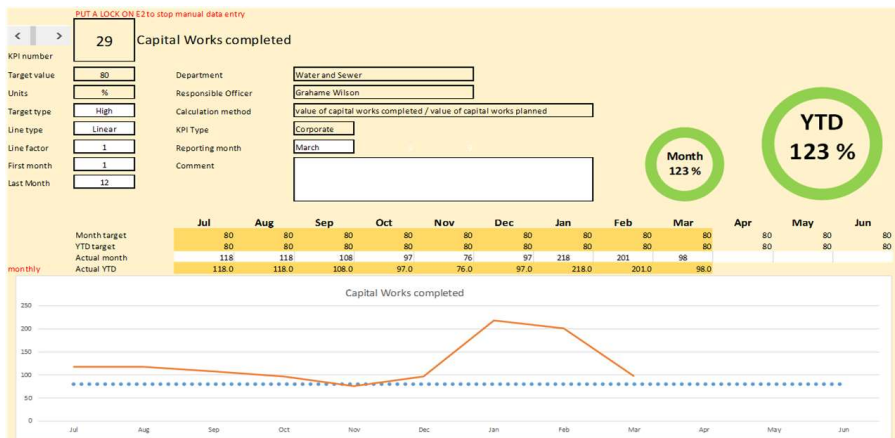 PUT A LOCK ON E2 to stop manual data entry
< >
29 Capital Works completed
KPI number
Target value 80 Department Water and Sewer
Units % Responsible Officer Grahame Wilson
Target type High Calculation method value of capital works completed / value of capital works planned
Line type Linear KPI Type Corporate
Line factor 1 Reporting month March
First month 1 Comment
Last Month 12
Month
123 %
YTD
123 %
Jul Aug Sep Oct Nov Dec Jan Feb Mar Apr May Jun
Month target 80 80 80 80 80 80 80 80 80 80 80 80
YTD target 80 80 80 80 80 80 80 80 80 80 80 80
Actual month 118 118 108 97 76 97 218 201 98
monthly Actual YTD 118.0 118.0 108.0 97.0 76.0 97.0 218.0 201.0 98.0
Capital Works completed
250
200
150
100
50
0
Jul Aug Sep Oct Nov Dec Jan Feb Mar Apr May Jun